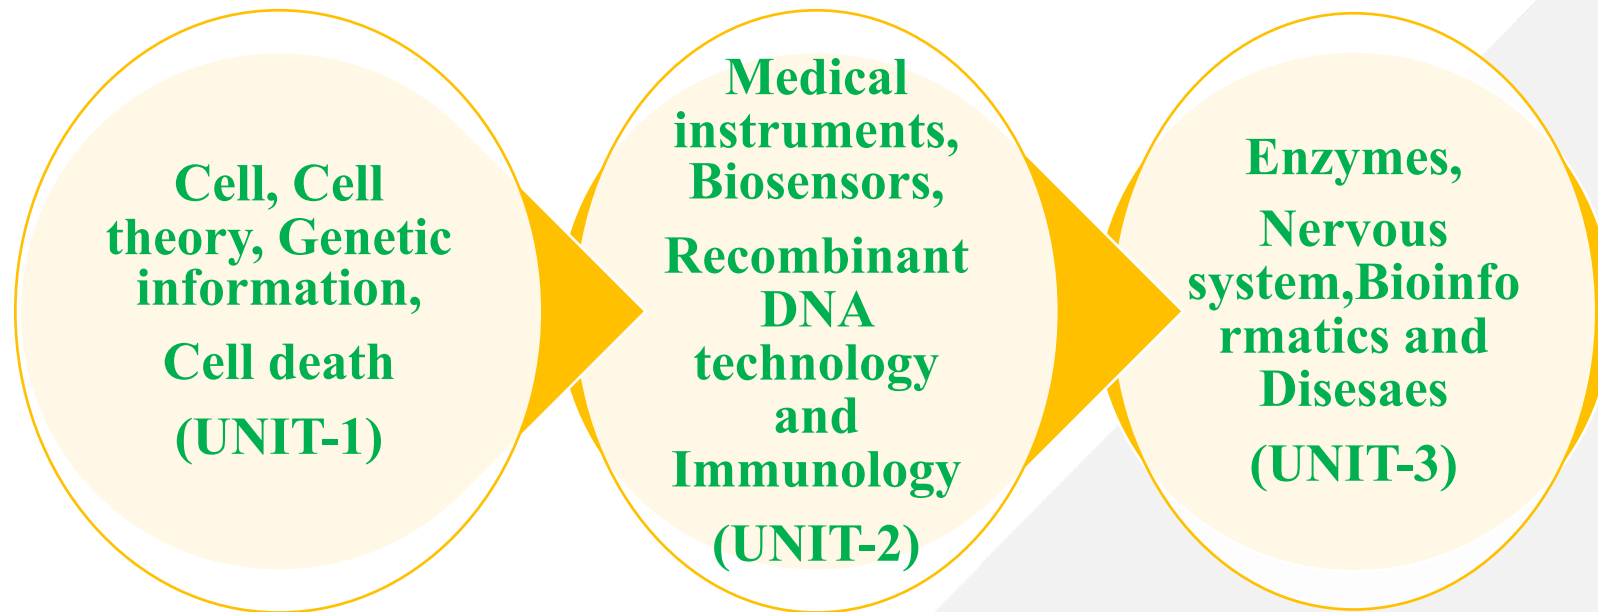 Cell, Cell
theory, Genetic
information,
Cell death
(UNIT-1)
Medical
instruments,
Biosensors,
Recombinant
DNA
technology
and
Immunology
(UNIT-2)
Enzymes,
Nervous
system,Bioinfo
rmatics and
Disesaes
(UNIT-3)